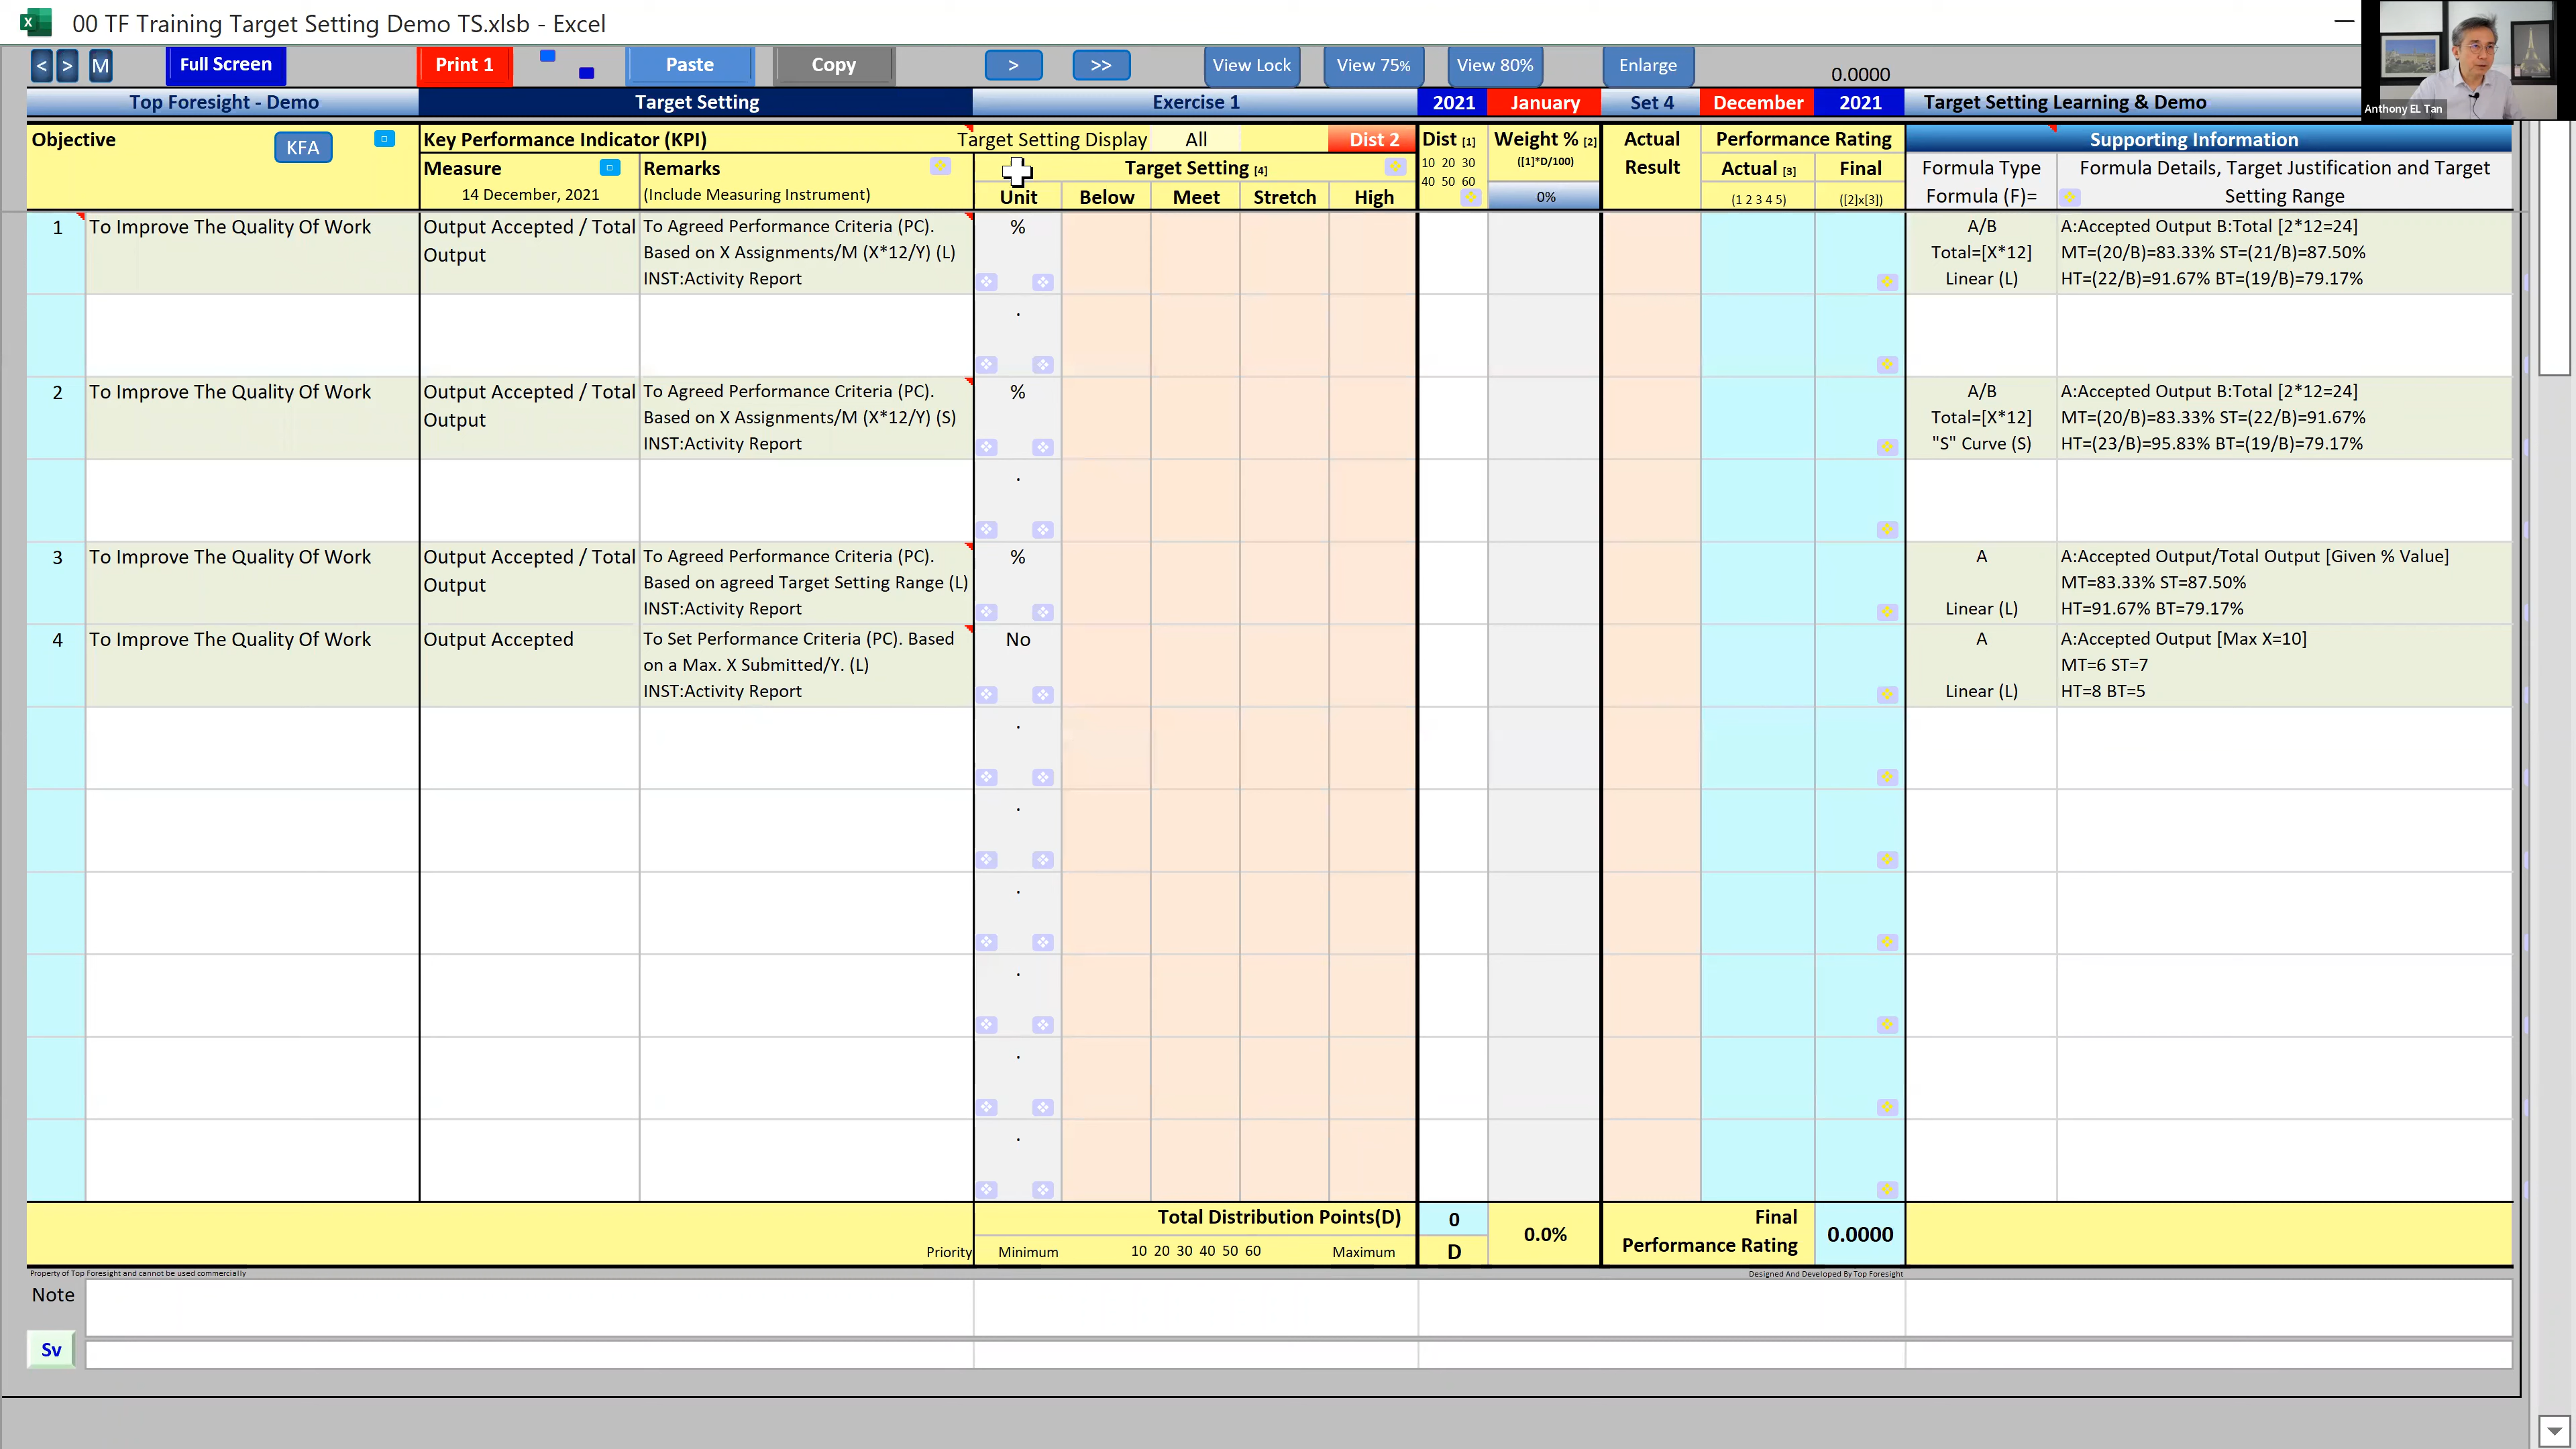 00 TF Training Target Setting Demo TS.xlsb - Excel
< > M Full Screen Print 1 Paste Copy > >> View Lock View 75% View 80% Enlarge 0.0000
Anthony EL Tan
Top Foresight - Demo Target Setting Exercise 1 2021 January Set 4 December 2021 Target Setting Learning & Demo
Objective KFA Key Performance Indicator (KPI) Target Setting Display All Dist 2 Dist [1] Weight % [2] Actual Performance Rating Supporting Information
Measure Remarks Target Setting [4] 10 20 30 ([1]*D/100) Result Actual [3] Final Formula Type Formula Details, Target Justification and Target
40 50 60
14 December, 2021 (Include Measuring Instrument) Unit Below Meet Stretch High 0% (1 2 3 4 5) ([2]x[3]) Formula (F)= Setting Range
1 To Improve The Quality Of Work Output Accepted / Total To Agreed Performance Criteria (PC). % A/B A:Accepted Output B:Total [2*12=24]
Output Based on X Assignments/M (X*12/Y) (L) Total=[X*12] MT=(20/B)=83.33% ST=(21/B)=87.50%
INST:Activity Report Linear (L) HT=(22/B)=91.67% BT=(19/B)=79.17%
.
2 To Improve The Quality Of Work Output Accepted / Total To Agreed Performance Criteria (PC). % A/B A:Accepted Output B:Total [2*12=24]
Output Based on X Assignments/M (X*12/Y) (S) Total=[X*12] MT=(20/B)=83.33% ST=(22/B)=91.67%
INST:Activity Report "S" Curve (S) HT=(23/B)=95.83% BT=(19/B)=79.17%
.
3 To Improve The Quality Of Work Output Accepted / Total To Agreed Performance Criteria (PC). % A A:Accepted Output/Total Output [Given % Value]
Output Based on agreed Target Setting Range (L) MT=83.33% ST=87.50%
INST:Activity Report Linear (L) HT=91.67% BT=79.17%
4 To Improve The Quality Of Work Output Accepted To Set Performance Criteria (PC). Based No A A:Accepted Output [Max X=10]
on a Max. X Submitted/Y. (L) MT=6 ST=7
INST:Activity Report Linear (L) HT=8 BT=5
.
.
.
.
.
.
Total Distribution Points(D) 0 0.0% Final 0.0000
Priority Minimum 10 20 30 40 50 60 Maximum D Performance Rating
Property of Top Foresight and cannot be used commercially Designed And Developed By Top Foresight
Note
Sv